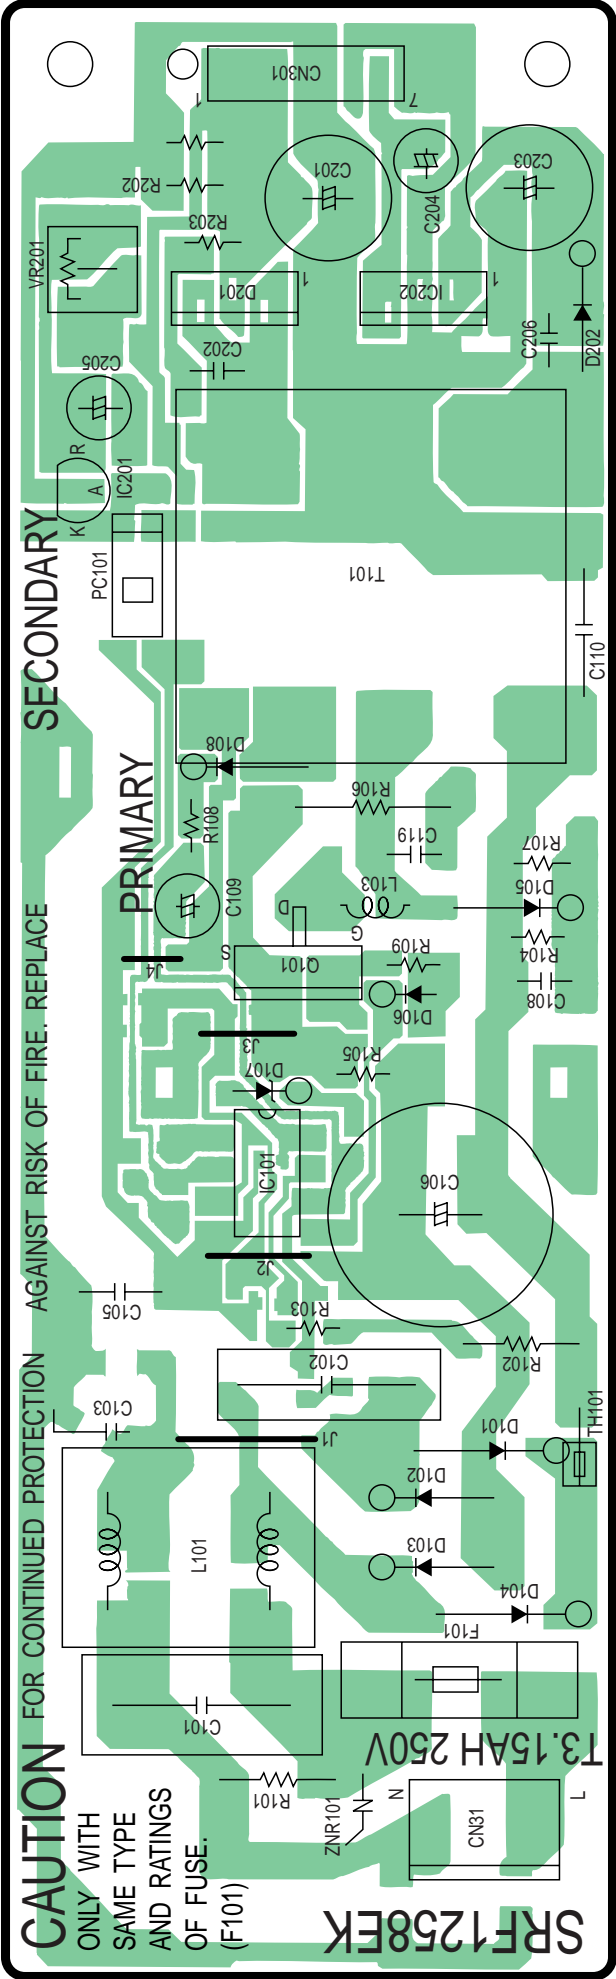 CN301
1
7
R202
R203
C201
C204
C203
VR201
D201
1
IC202
1
C206
D202
C202
C205
R
A
K
IC201
SECONDARY
PC101
T101
C110
PRIMARY
D108
R108
R106
C119
R107
C109
D
L103
D105
G
S
Q101
R109
R104
J4
D106
C108
J3
D107
R105
IC101
C106
J2
C105
R103
C102
R102
C103
J1
D101
TH101
D102
L101
D103
D104
F101
C101
T3.15AH 250V
R101
ZNR101
N
CN31
L
CAUTION FOR CONTINUED PROTECTION AGAINST RISK OF FIRE. REPLACE
ONLY WITH
SAME TYPE
AND RATINGS
OF FUSE.
(F101)
SRF1258EK